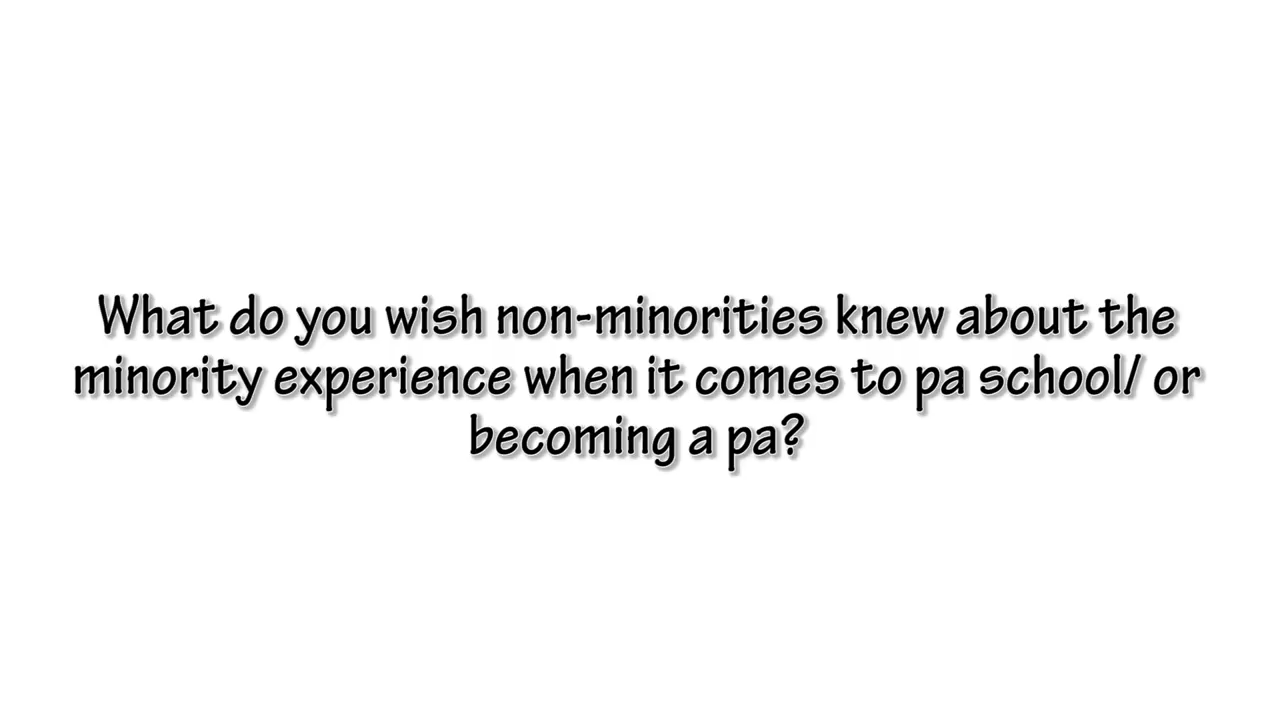 What do you wish non-minorities knew about the
minority experience when it comes to pa school/ or
becoming a pa?